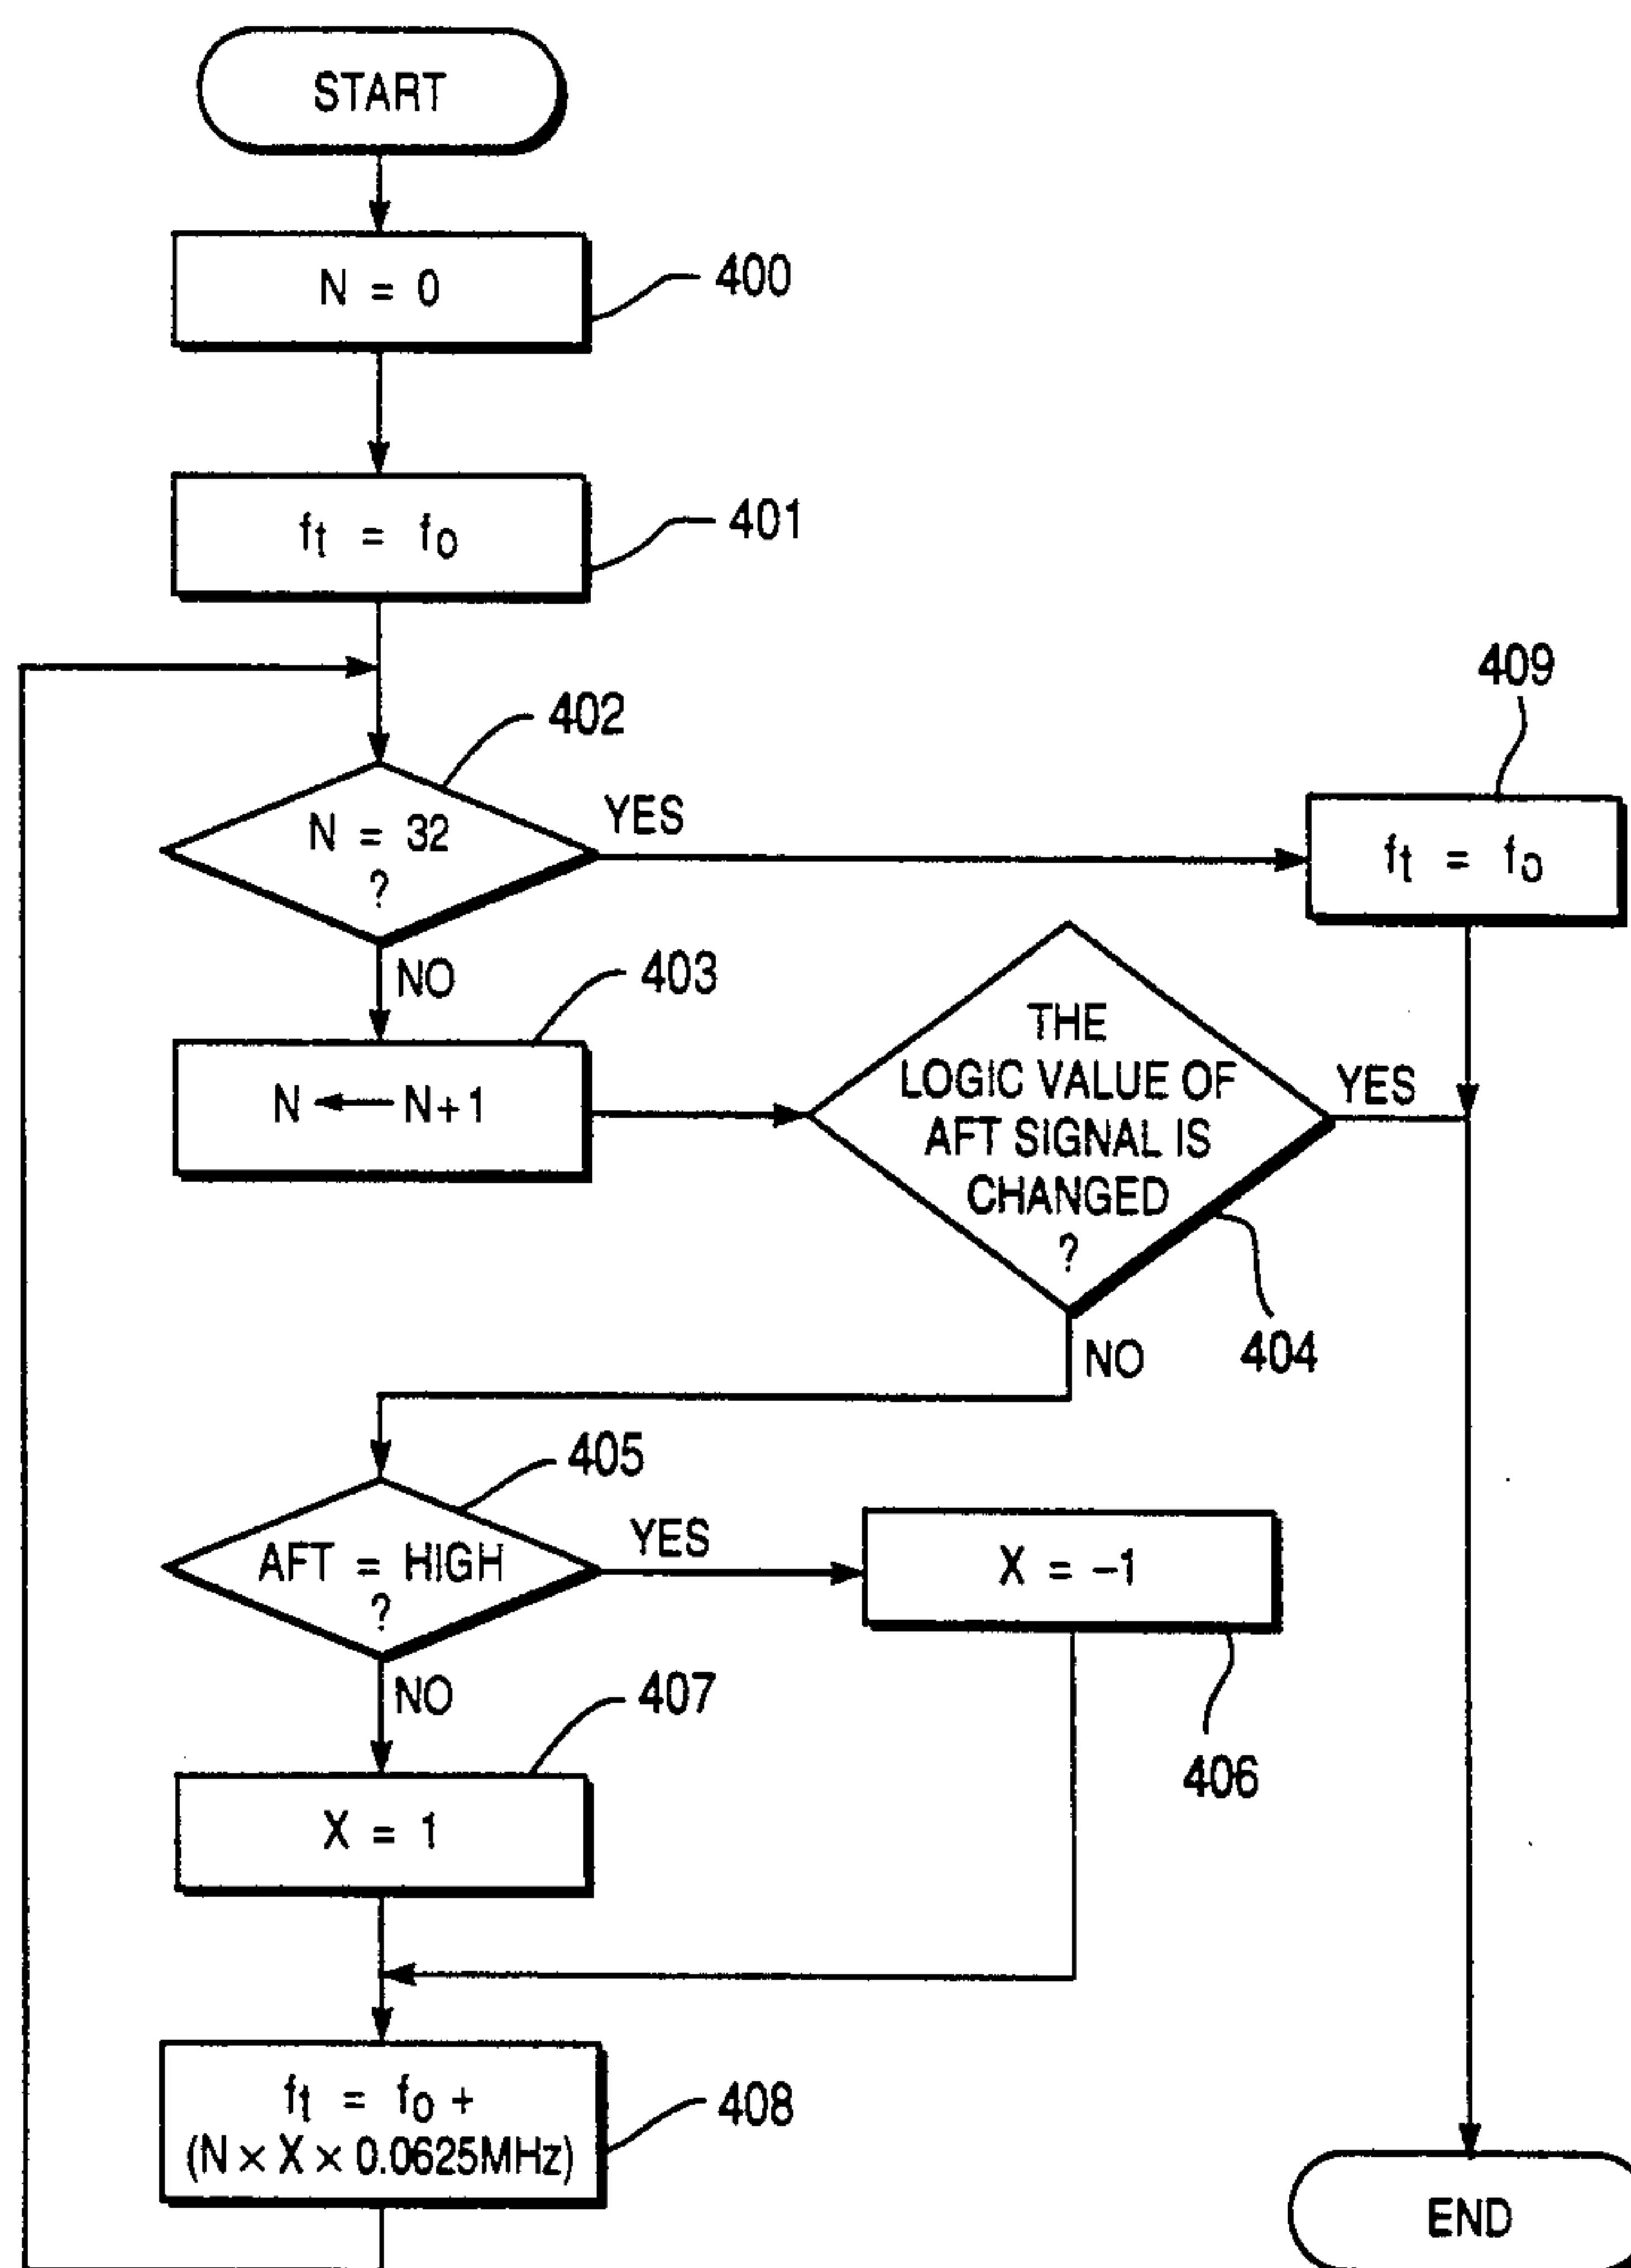 START
N = 0
400
ft = fo
401
402
N = 32
?
YES
409
ft = fo
NO
403
N ← N+1
THE
LOGIC VALUE OF
AFT SIGNAL IS
CHANGED
?
YES
404
NO
405
AFT = HIGH
?
YES
X = –1
406
NO
407
X = 1
ft = fo +
(N × X × 0.0625MHz)
408
END